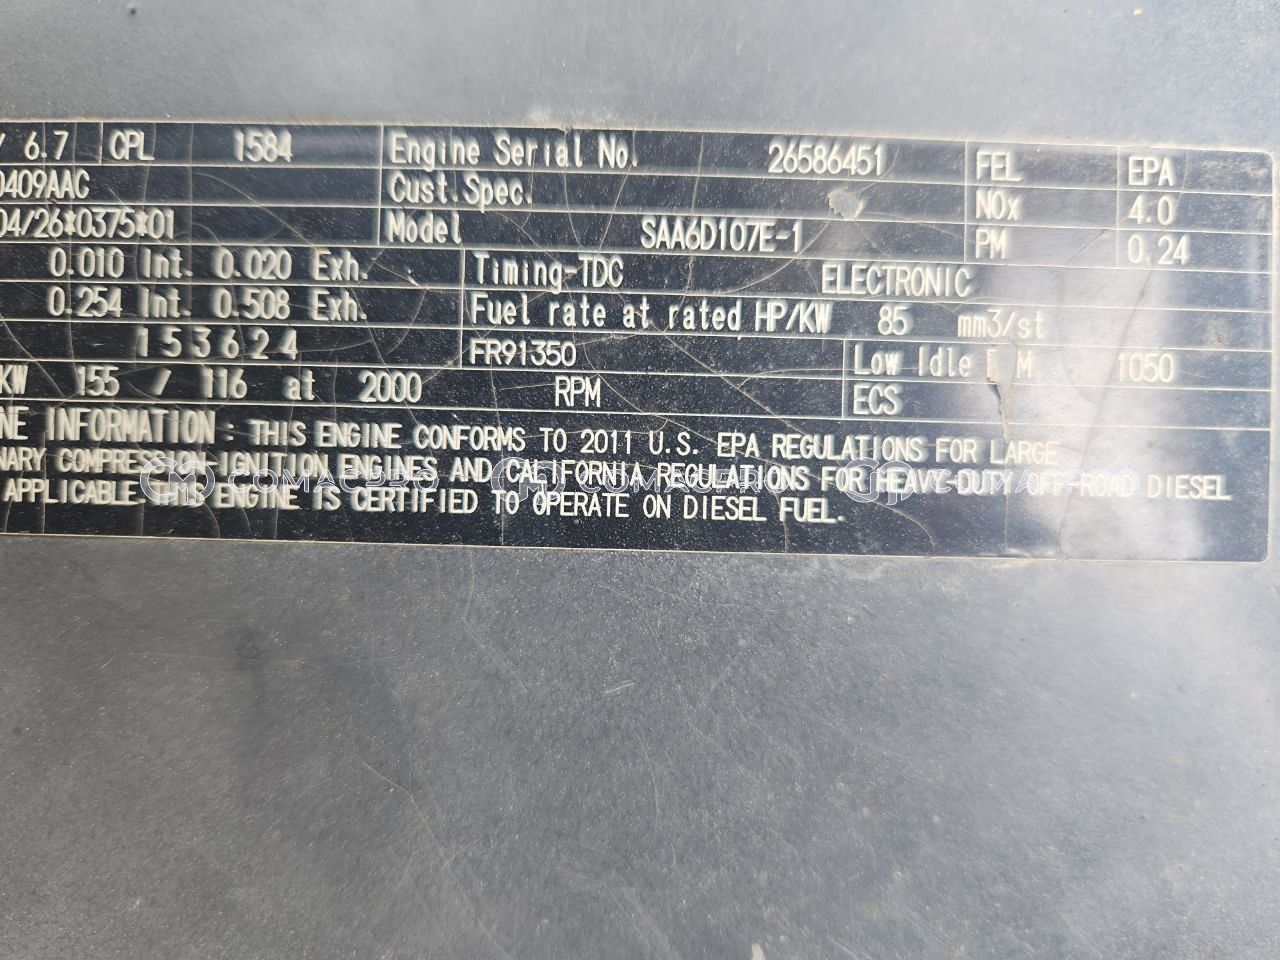 / 6.7 CPL 1584 Engine Serial No. 26586451 FEL EPA
0409AAC Cust.Spec. NOx 4.0
04/26*0375*01 Model SAA6D107E-1 PM 0.24
0.010 Int. 0.020 Exh. Timing-TDC ELECTRONIC
0.254 Int. 0.508 Exh. Fuel rate at rated HP/KW 85 mm3/st
153624 FR91350 Low Idle M 1050
KW 155 / 116 at 2000 RPM ECS
NE INFORMATION : THIS ENGINE CONFORMS TO 2011 U.S. EPA REGULATIONS FOR LARGE
NARY COMPRESSION-IGNITION ENGINES AND CALIFORNIA REGULATIONS FOR HEAVY-DUTY OFF-ROAD DIESEL
APPLICABLE THIS ENGINE IS CERTIFIED TO OPERATE ON DIESEL FUEL.